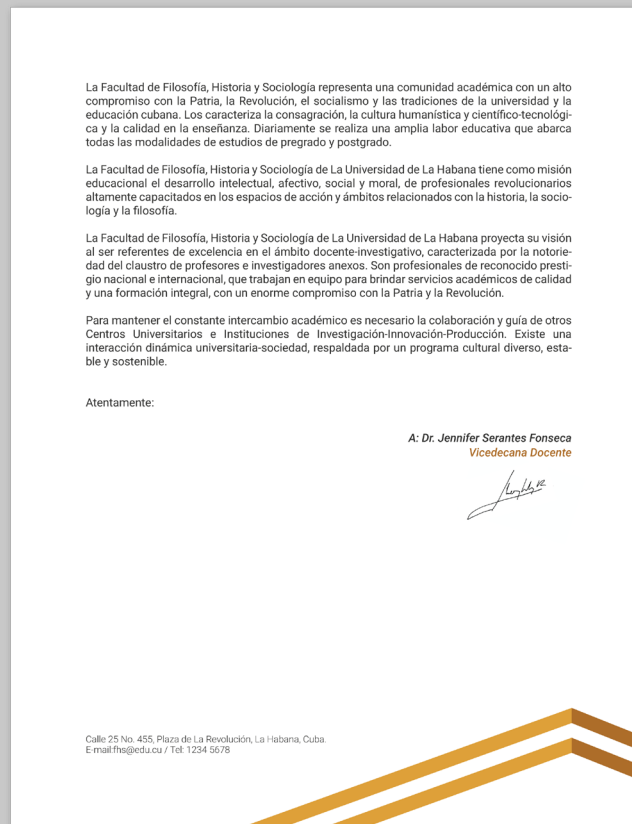 La Facultad de Filosofía, Historia y Sociología representa una comunidad académica con un alto
compromiso con la Patria, la Revolución, el socialismo y las tradiciones de la universidad y la
educación cubana. Los caracteriza la consagración, la cultura humanística y científico-tecnológi-
ca y la calidad en la enseñanza. Diariamente se realiza una amplia labor educativa que abarca
todas las modalidades de estudios de pregrado y postgrado.
La Facultad de Filosofía, Historia y Sociología de La Universidad de La Habana tiene como misión
educacional el desarrollo intelectual, afectivo, social y moral, de profesionales revolucionarios
altamente capacitados en los espacios de acción y ámbitos relacionados con la historia, la socio-
logía y la filosofía.
La Facultad de Filosofía, Historia y Sociología de La Universidad de La Habana proyecta su visión
al ser referentes de excelencia en el ámbito docente-investigativo, caracterizada por la notorie-
dad del claustro de profesores e investigadores anexos. Son profesionales de reconocido presti-
gio nacional e internacional, que trabajan en equipo para brindar servicios académicos de calidad
y una formación integral, con un enorme compromiso con la Patria y la Revolución.
Para mantener el constante intercambio académico es necesario la colaboración y guía de otros
Centros Universitarios e Instituciones de Investigación-Innovación-Producción. Existe una
interacción dinámica universitaria-sociedad, respaldada por un programa cultural diverso, esta-
ble y sostenible.
Atentamente:
A: Dr. Jennifer Serantes Fonseca
Vicedecana Docente
Calle 25 No. 455, Plaza de La Revolución, La Habana, Cuba.
E-mail:fhs@edu.cu / Tel: 1234 5678